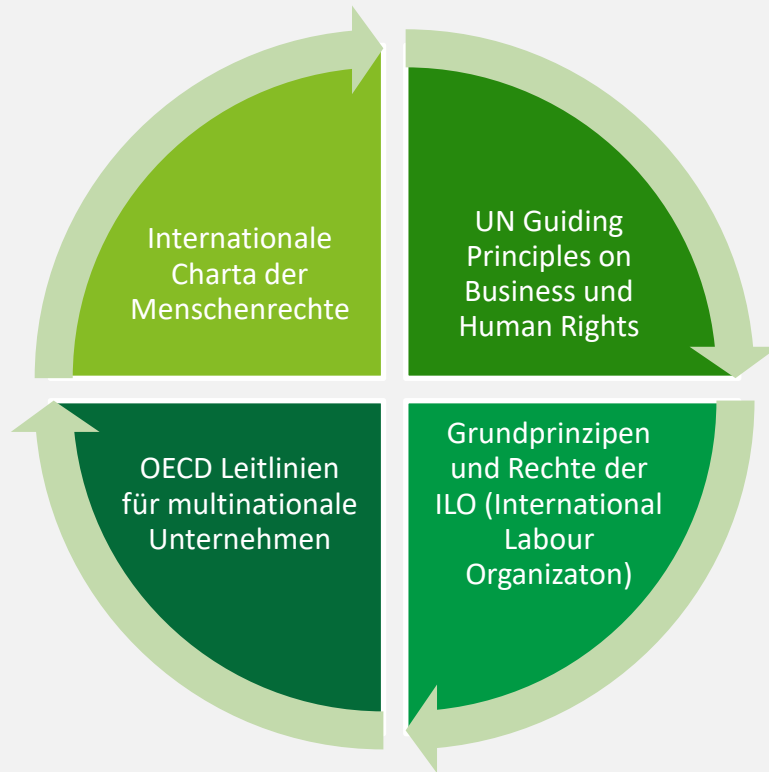 Internationale
Charta der
Menschenrechte
UN Guiding
Principles on
Business und
Human Rights
OECD Leitlinien
für multinationale
Unternehmen
Grundprinzipen
und Rechte der
ILO (International
Labour
Organizaton)